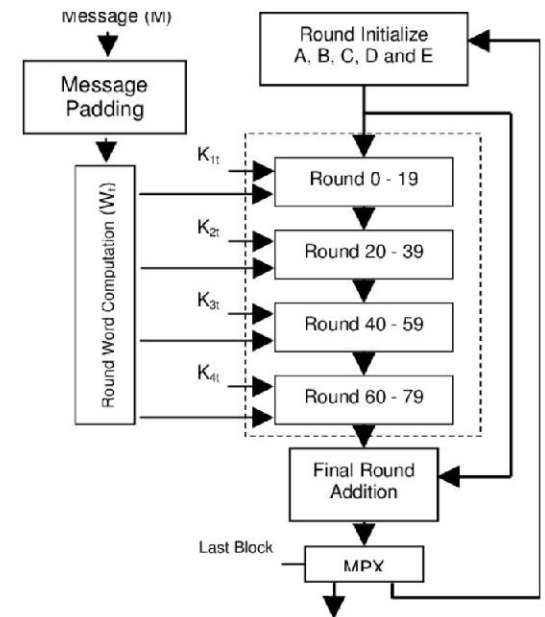 Message (M)
Round Initialize
A, B, C, D and E
Message
Padding
K1t
Round 0 - 19
Round Word Computation (Wt)
K2t
Round 20 - 39
K3t
Round 40 - 59
K4t
Round 60 - 79
Final Round
Addition
Last Block
MPX